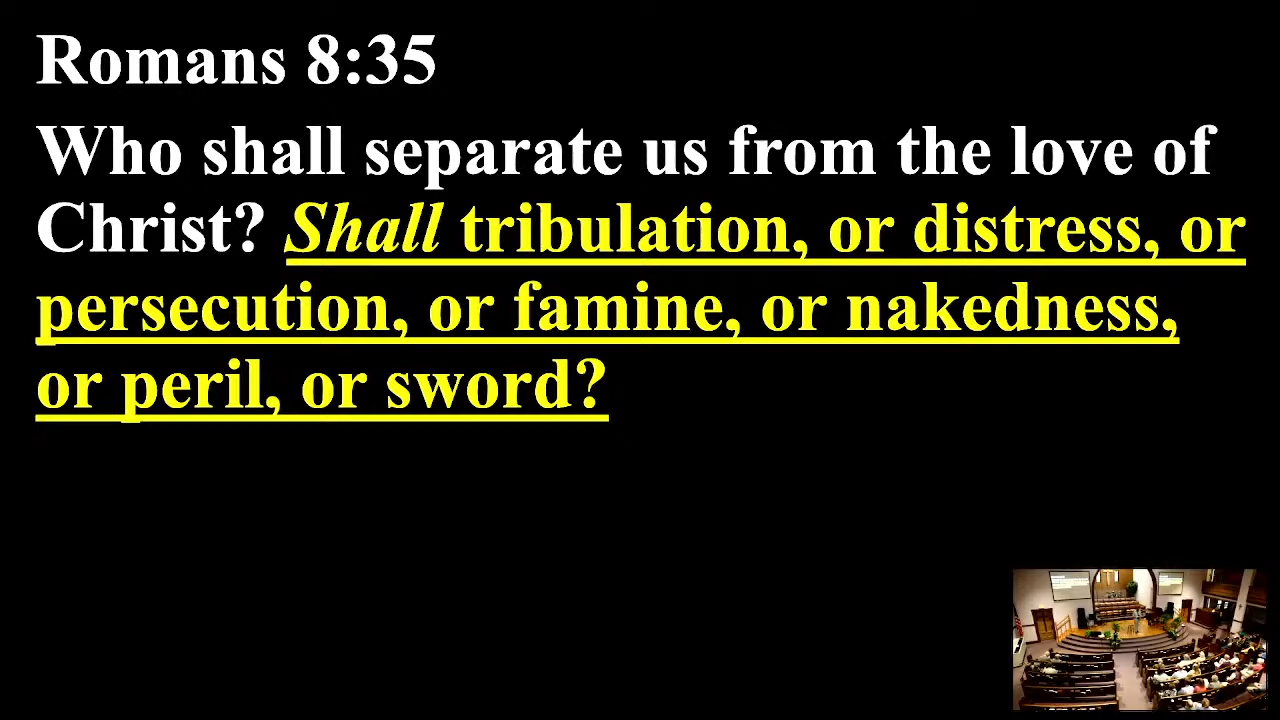 Romans 8:35
Who shall separate us from the love of
Christ? Shall tribulation, or distress, or
persecution, or famine, or nakedness,
or peril, or sword?